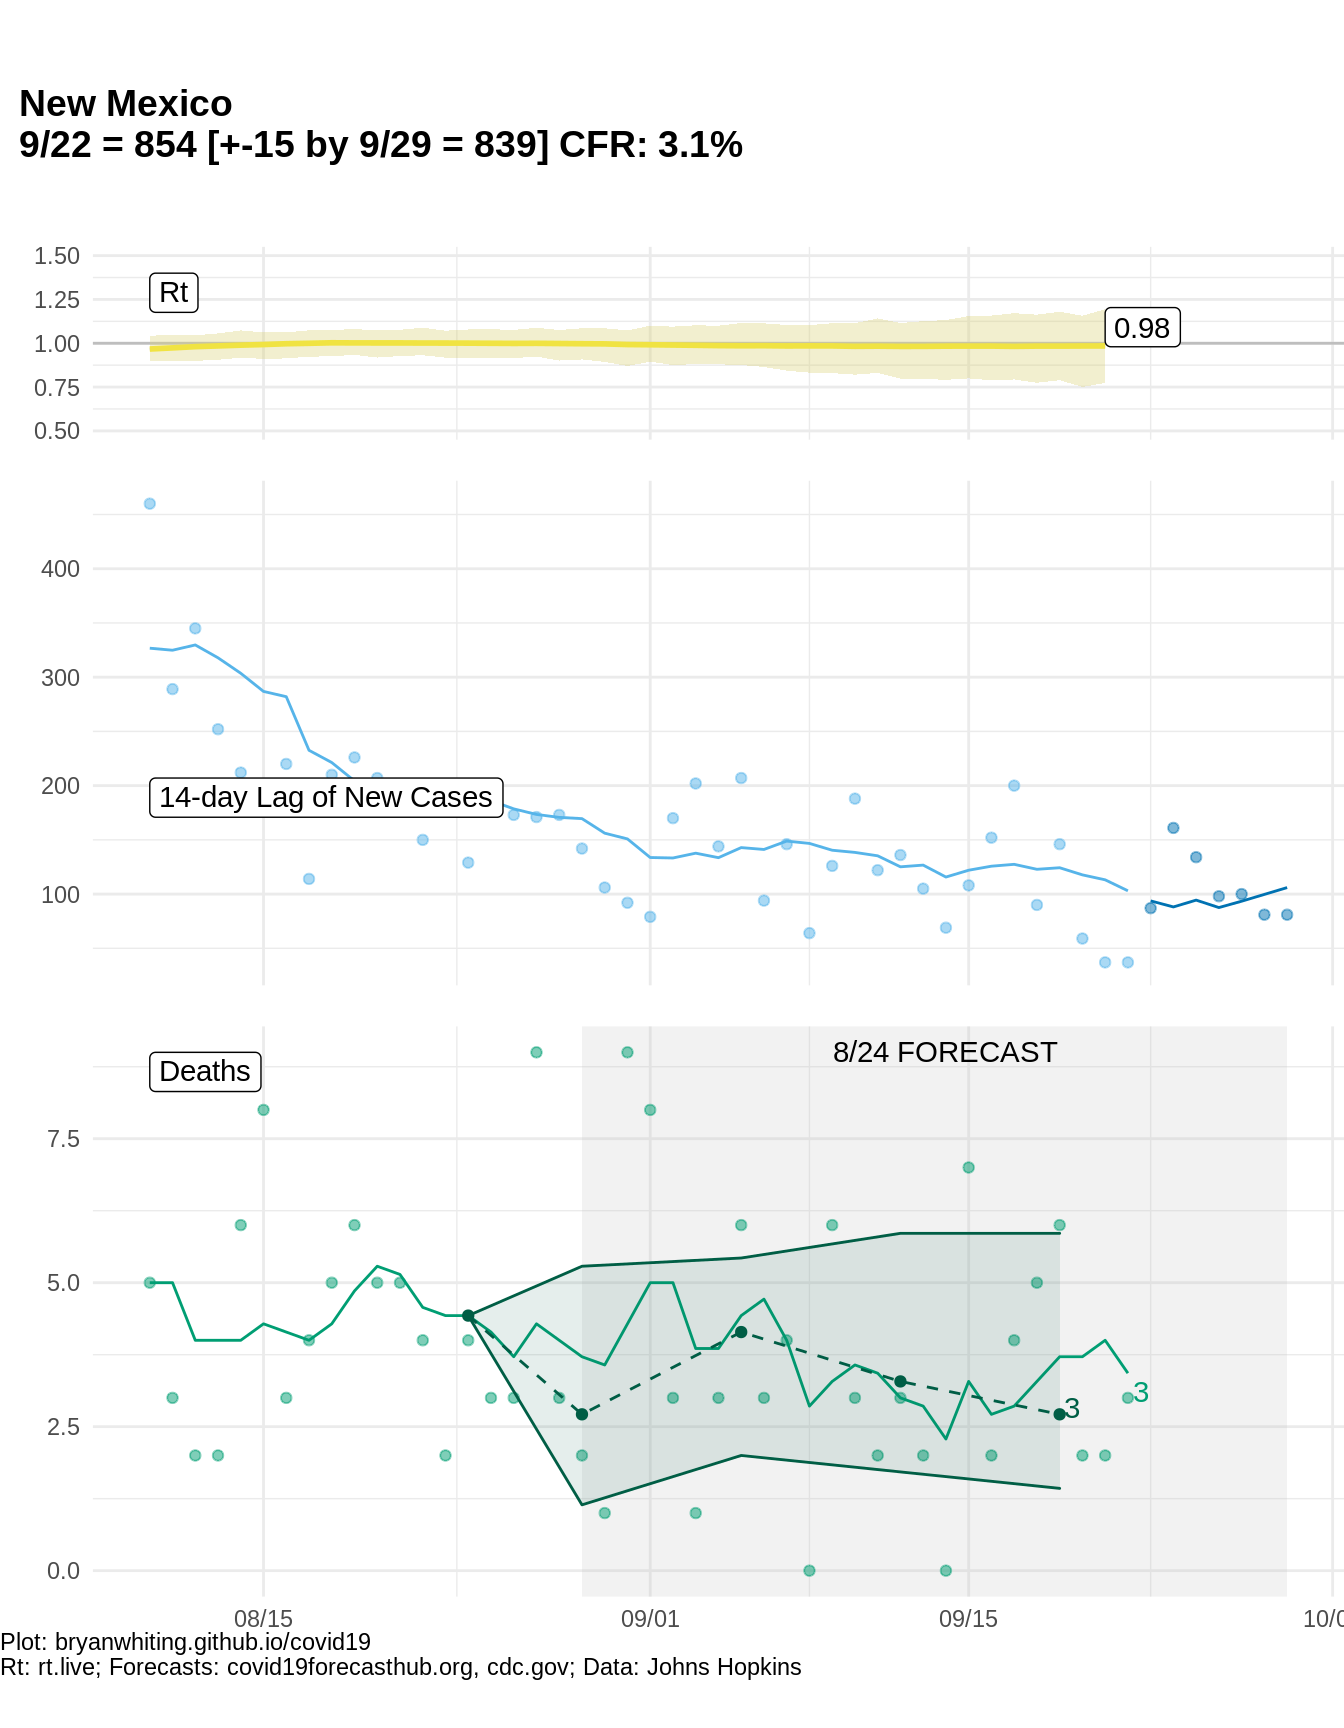 New Mexico
9/22 = 854 [+-15 by 9/29 = 839] CFR: 3.1%
1.50
Rt
1.25
0.98
1.00
0.75
0.50
400
300
200
14-day Lag of New Cases
100
8/24 FORECAST
Deaths
7.5
5.0
3
3
2.5
0.0
08/15
09/01
09/15
10/0
Plot: bryanwhiting.github.io/covid19
Rt: rt.live; Forecasts: covid19forecasthub.org, cdc.gov; Data: Johns Hopkins